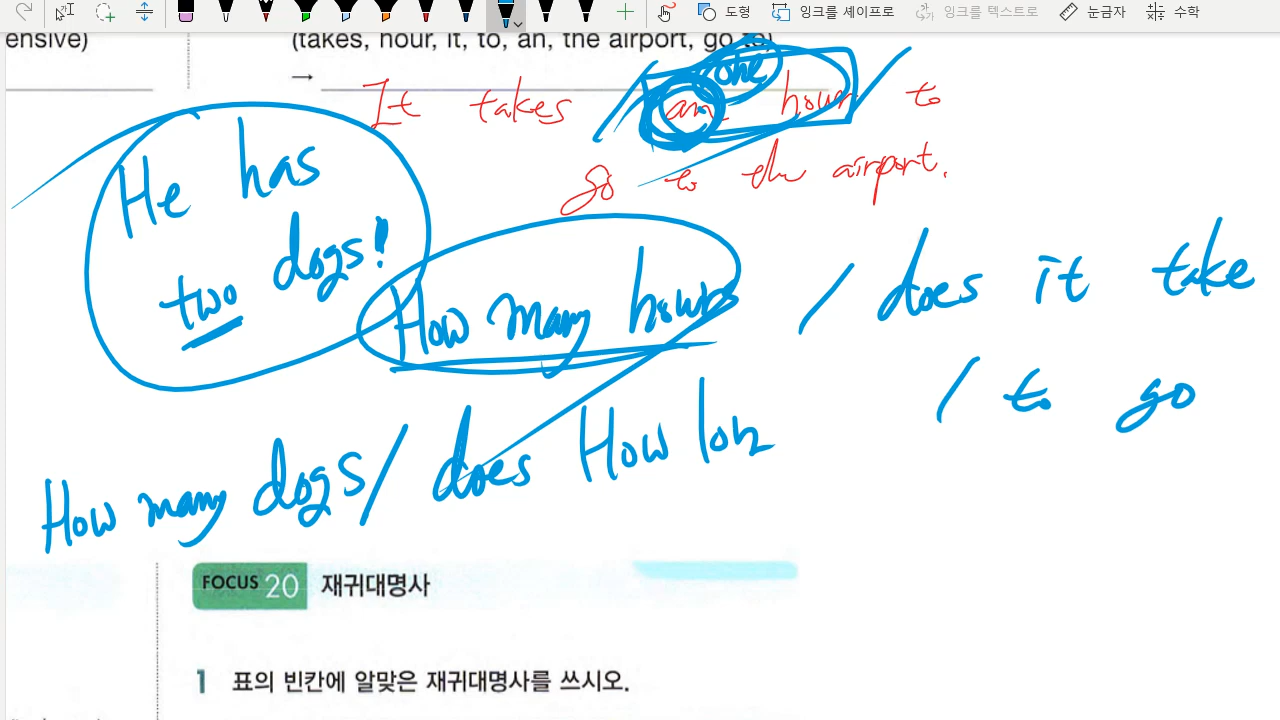 도형 잉크를 셰이프로 잉크를 텍스트로 눈금자 수학
ensive) (takes, hour, it, to, an, the airport, go to)
→
It takes an hour to
one
go to the airport.
He has
two dogs?
How many hours / does it take
/ to go
How many dogs / does How lon
FOCUS 20 재귀대명사
1 표의 빈칸에 알맞은 재귀대명사를 쓰시오.